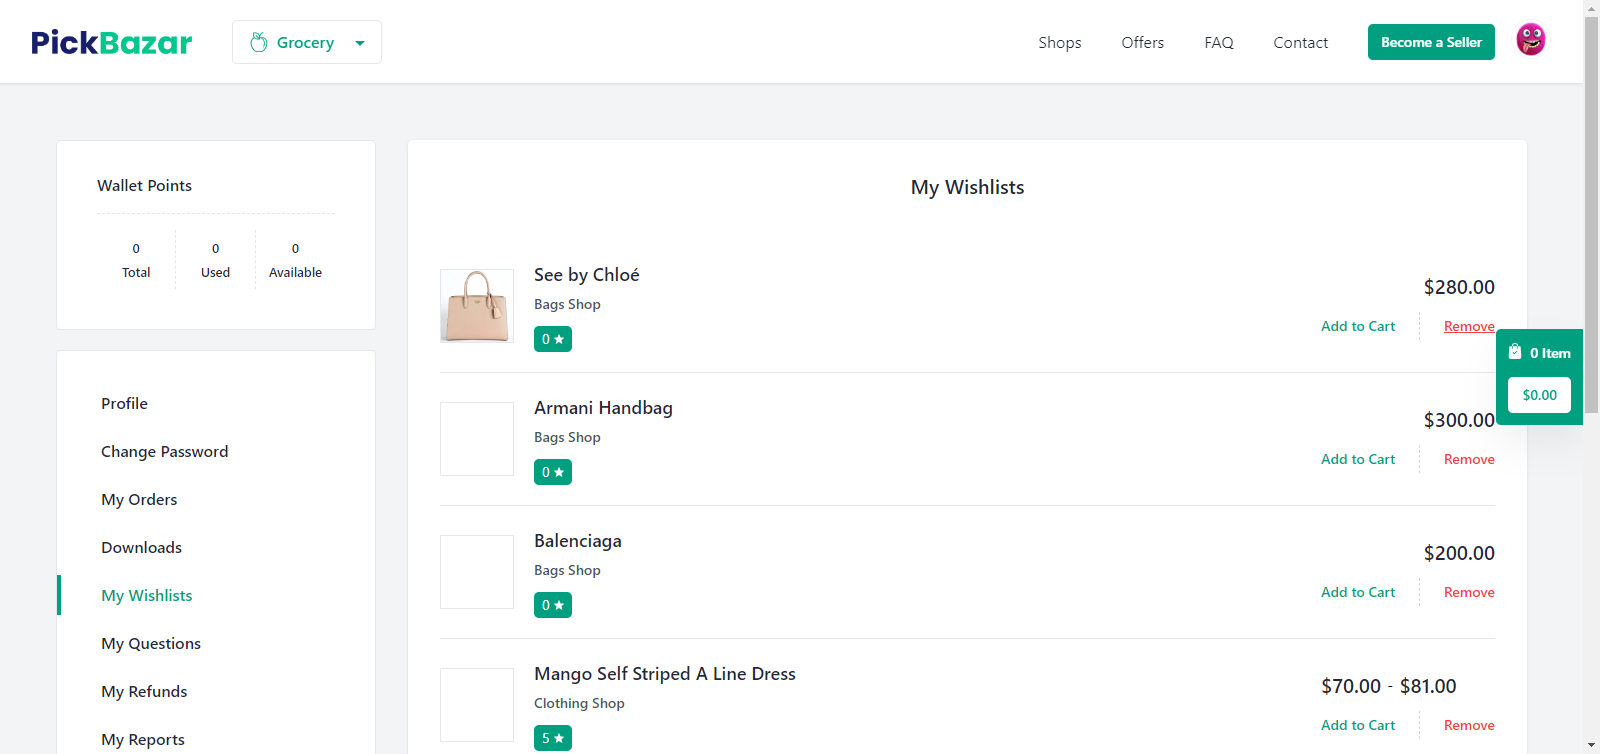 PickBazar
Grocery
Shops
Offers
FAQ
Contact
Become a Seller
Wallet Points
0
Total
0
Used
0
Available
Profile
Change Password
My Orders
Downloads
My Wishlists
My Questions
My Refunds
My Reports
My Wishlists
See by Chloé
Bags Shop
0
$280.00
Add to Cart
Remove
Armani Handbag
Bags Shop
0
$300.00
Add to Cart
Remove
Balenciaga
Bags Shop
0
$200.00
Add to Cart
Remove
Mango Self Striped A Line Dress
Clothing Shop
5
$70.00 - $81.00
Add to Cart
Remove
0 Item
$0.00